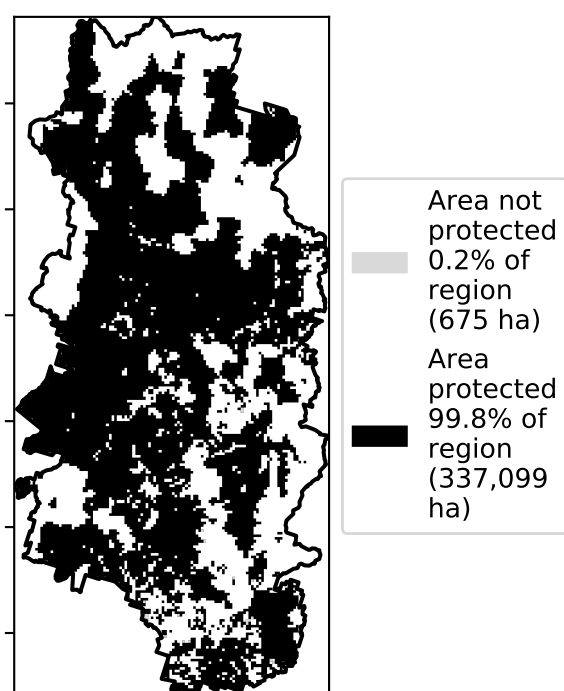 Area not
protected
0.2% of
region
(675 ha)
Area
protected
99.8% of
region
(337,099
ha)